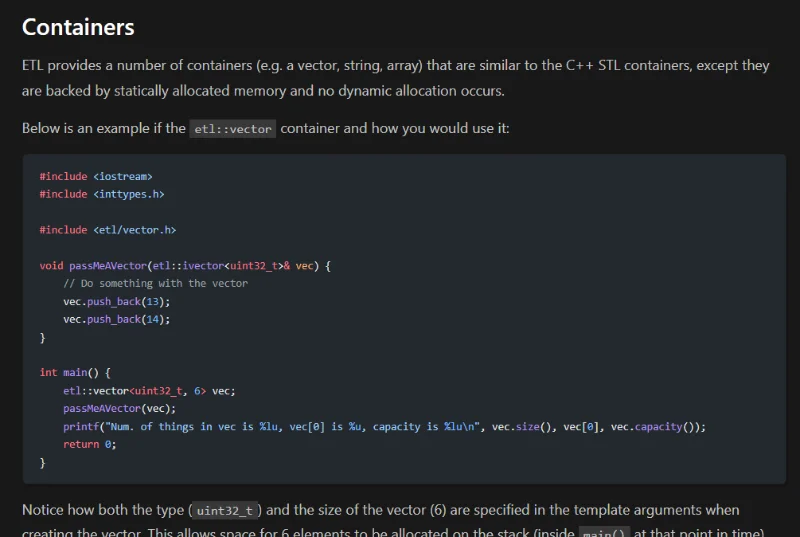 Containers
ETL provides a number of containers (e.g. a vector, string, array) that are similar to the C++ STL containers, except they
are backed by statically allocated memory and no dynamic allocation occurs.
Below is an example if the etl::vector container and how you would use it:
#include <iostream>
#include <inttypes.h>
#include <etl/vector.h>
void passMeAVector(etl::ivector<uint32_t>& vec) {
    // Do something with the vector
    vec.push_back(13);
    vec.push_back(14);
}
int main() {
    etl::vector<uint32_t, 6> vec;
    passMeAVector(vec);
    printf("Num. of things in vec is %lu, vec[0] is %u, capacity is %lu\n", vec.size(), vec[0], vec.capacity());
    return 0;
}
Notice how both the type (uint32_t) and the size of the vector (6) are specified in the template arguments when
creating the vector. This allows space for 6 elements to be allocated on the stack (inside main() at that point in time)